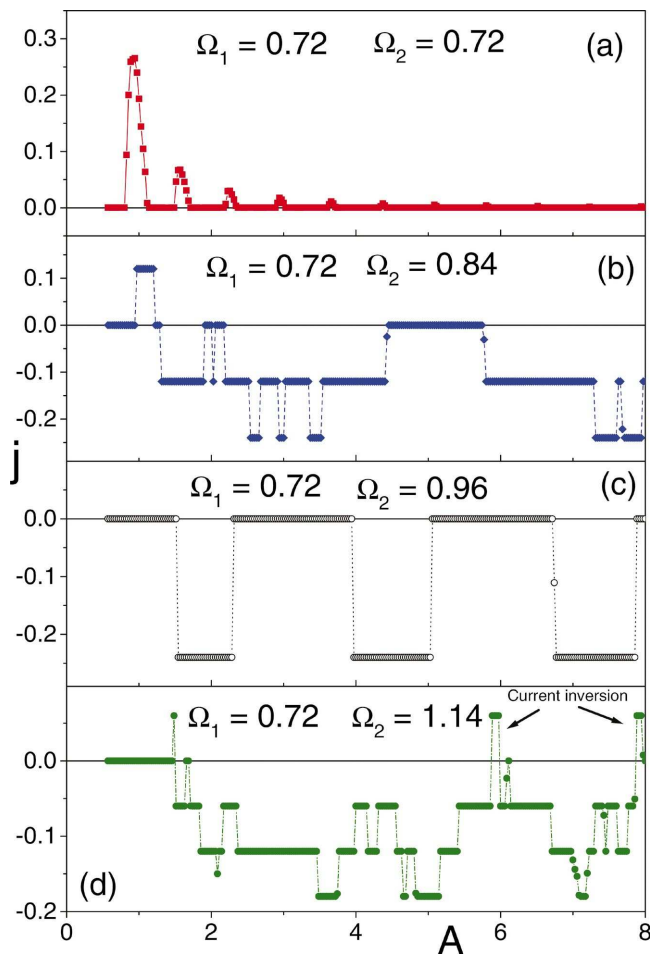 0.3
Ω₁ = 0.72 Ω₂ = 0.72 (a)
0.2
0.1
0.0
Ω₁ = 0.72 Ω₂ = 0.84 (b)
0.1
0.0
-0.1
-0.2
j
Ω₁ = 0.72 Ω₂ = 0.96 (c)
0.0
-0.1
-0.2
Current inversion
Ω₁ = 0.72 Ω₂ = 1.14
0.0
-0.1
(d)
-0.2
0 2 4 6 8
A